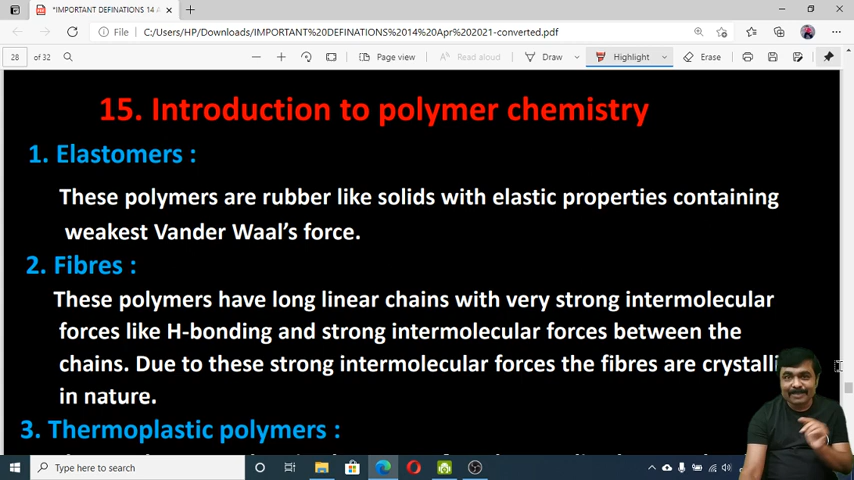 *IMPORTANT DEFINATIONS 14 A
28 of 32
File
C:/Users/HP/Downloads/IMPORTANT%20DEFINATIONS%2014%20Apr%202021-converted.pdf
Page view
Read aloud
Draw
Highlight
Erase
15. Introduction to polymer chemistry
1. Elastomers :
These polymers are rubber like solids with elastic properties containing
weakest Vander Waal's force.
2. Fibres :
These polymers have long linear chains with very strong intermolecular
forces like H-bonding and strong intermolecular forces between the
chains. Due to these strong intermolecular forces the fibres are crystalli
in nature.
3. Thermoplastic polymers :
Type here to search